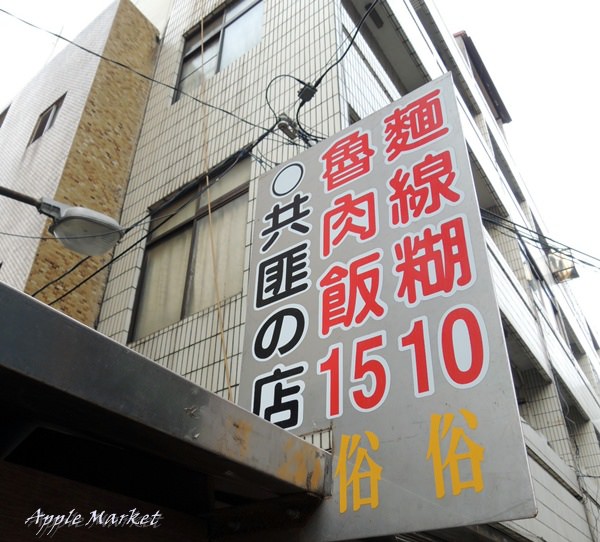 麵線糊10
魯肉飯15
●共匪の店
俗
俗
Apple Market